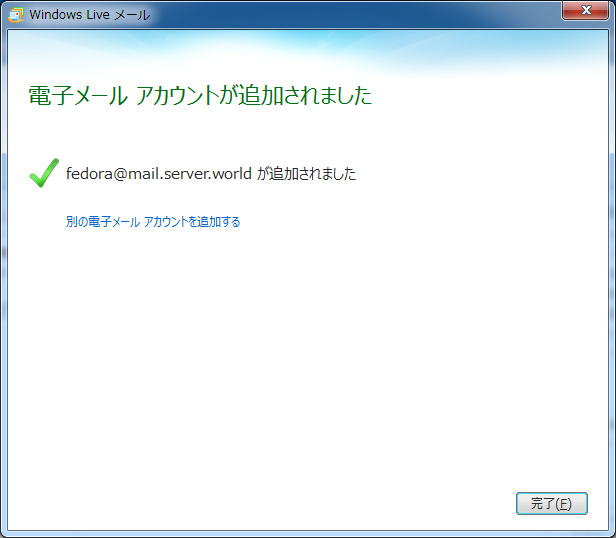 Windows Live メール
電子メール アカウントが追加されました
fedora@mail.server.world が追加されました
別の電子メール アカウントを追加する
完了(F)